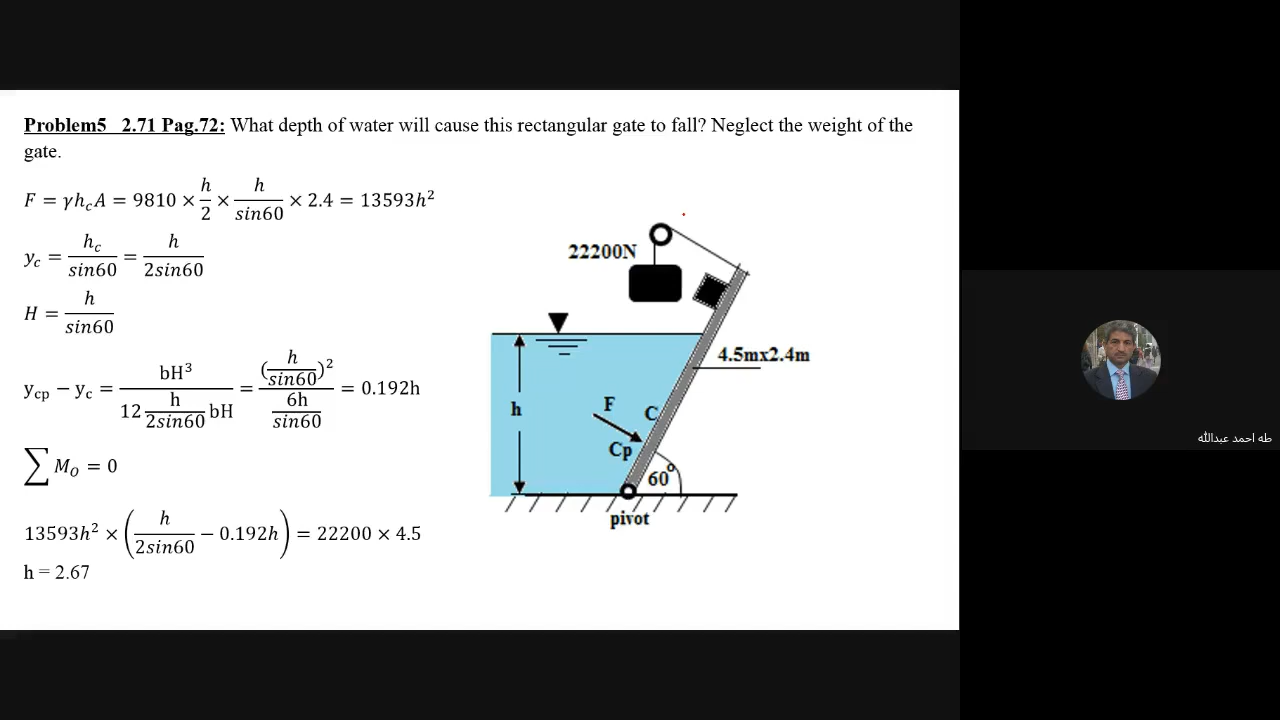 Problem5 2.71 Pag.72: What depth of water will cause this rectangular gate to fall? Neglect the weight of the
gate.
F = γh_cA = 9810 × h/2 × h/sin60 × 2.4 = 13593h²
y_c = h_c/sin60 = h/2sin60
H = h/sin60
y_cp − y_c = bH³/(12 h/2sin60 bH) = (h/sin60)²/(6h/sin60) = 0.192h
∑M_O = 0
13593h² × (h/2sin60 − 0.192h) = 22200 × 4.5
h = 2.67
22200N
4.5mx2.4m
h
F
C
Cp
60°
pivot
طه احمد عبدالله